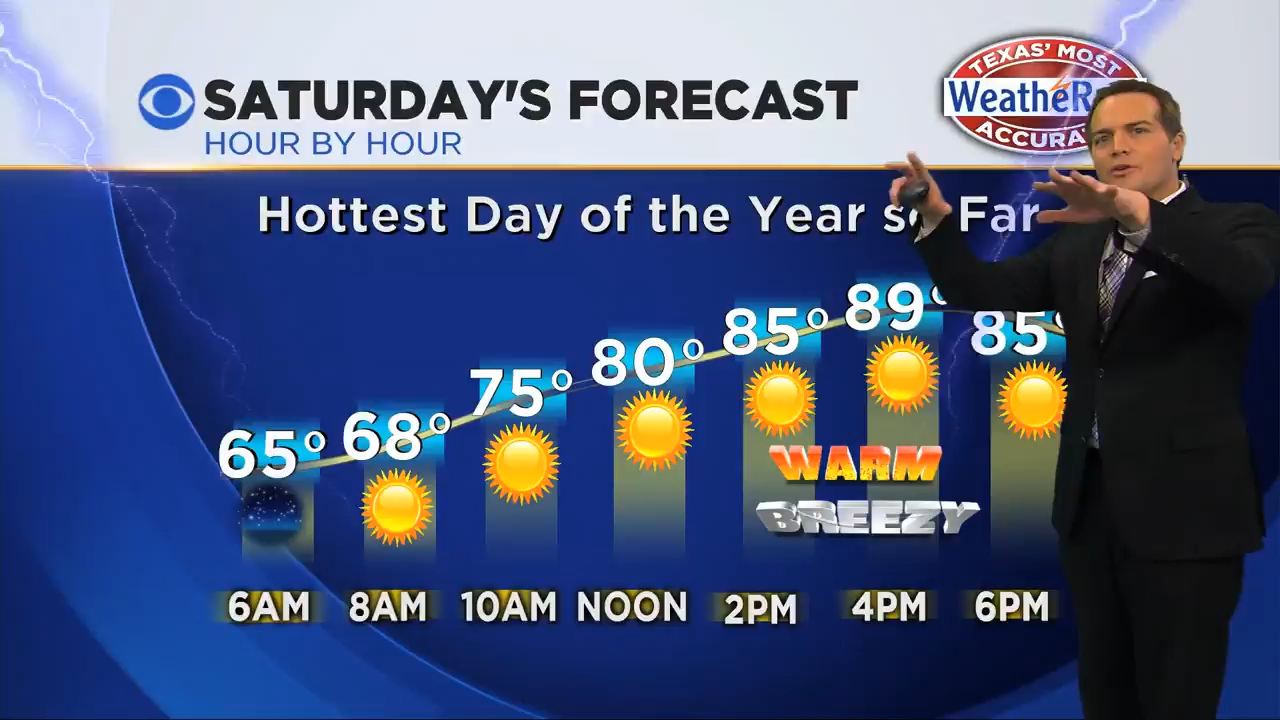 SATURDAY'S FORECAST
HOUR BY HOUR
TEXAS' MOST
WeatheR
ACCURA
Hottest Day of the Year so Far
65° 68° 75° 80° 85° 89° 85°
WARM
BREEZY
6AM 8AM 10AM NOON 2PM 4PM 6PM